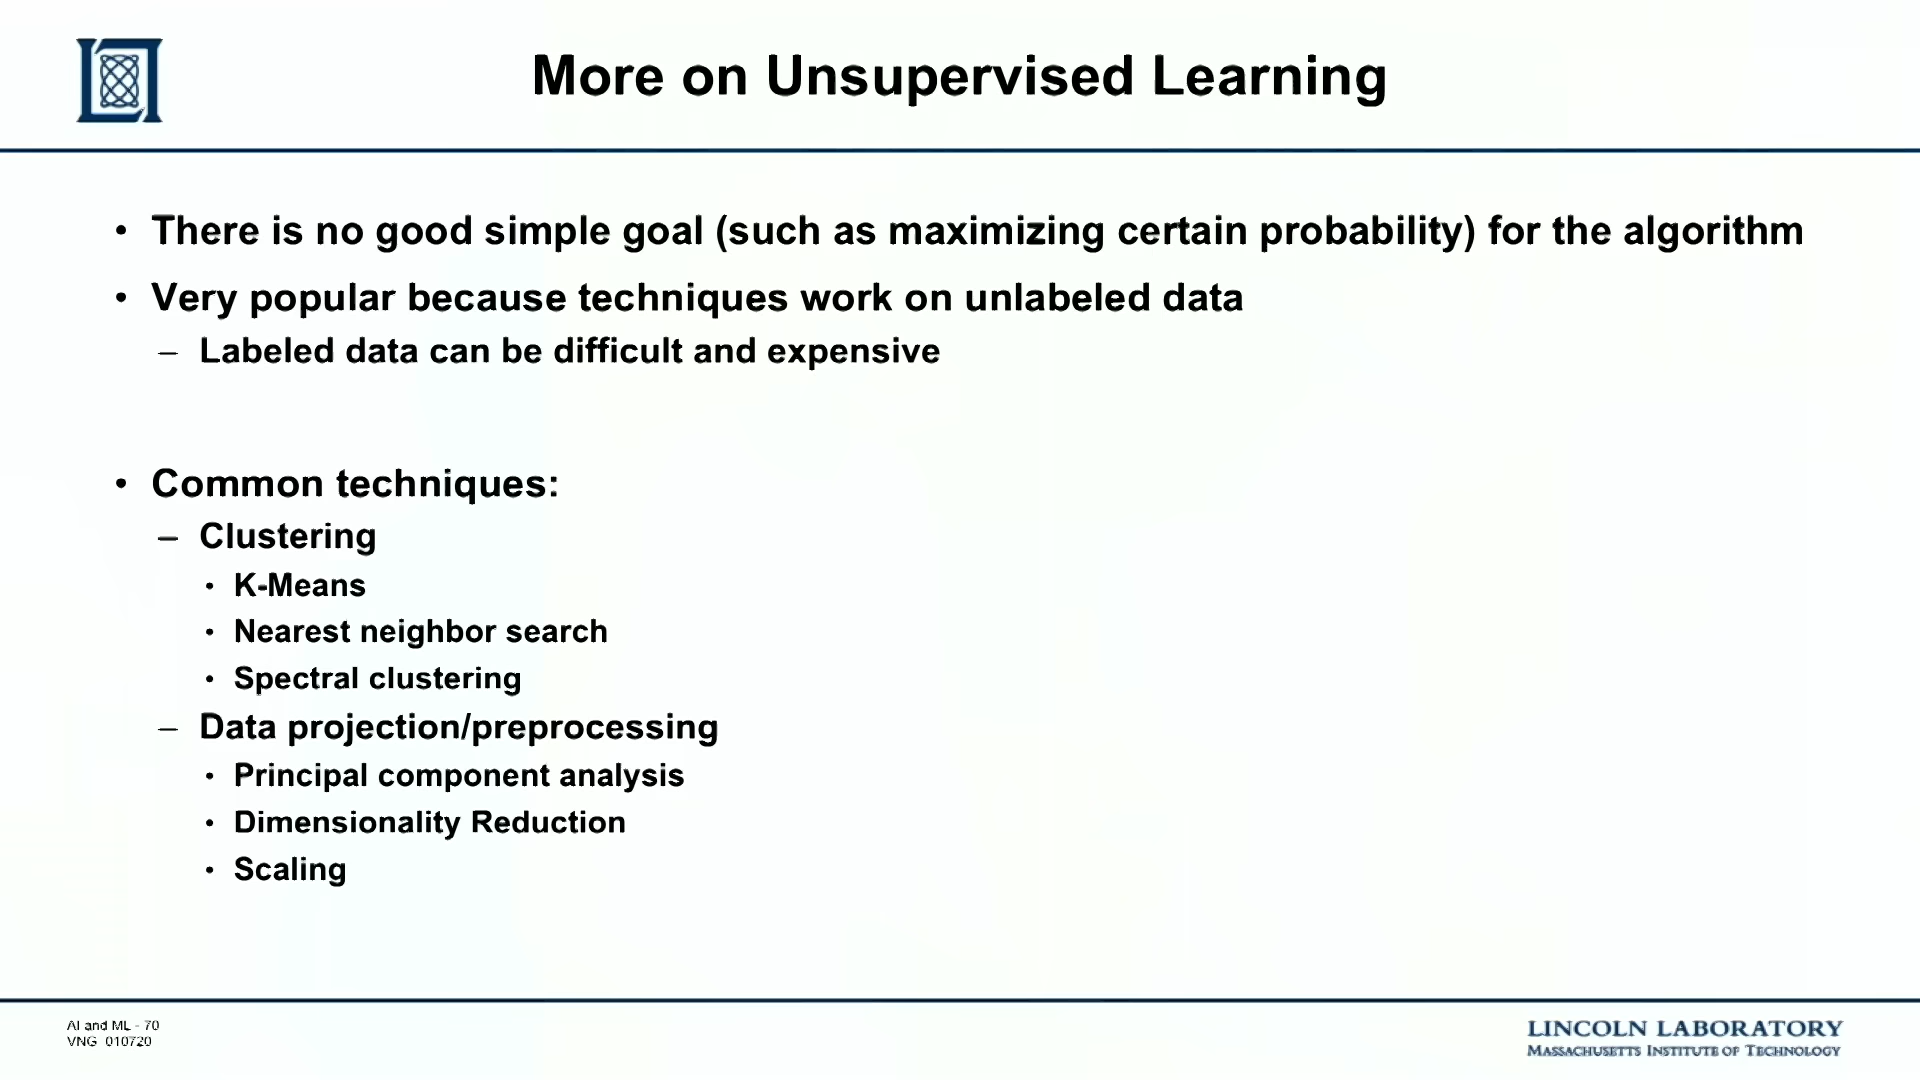 More on Unsupervised Learning
• There is no good simple goal (such as maximizing certain probability) for the algorithm
• Very popular because techniques work on unlabeled data
– Labeled data can be difficult and expensive
• Common techniques:
– Clustering
• K-Means
• Nearest neighbor search
• Spectral clustering
– Data projection/preprocessing
• Principal component analysis
• Dimensionality Reduction
• Scaling
AI and ML - 70
VNG 010720
LINCOLN LABORATORY
MASSACHUSETTS INSTITUTE OF TECHNOLOGY